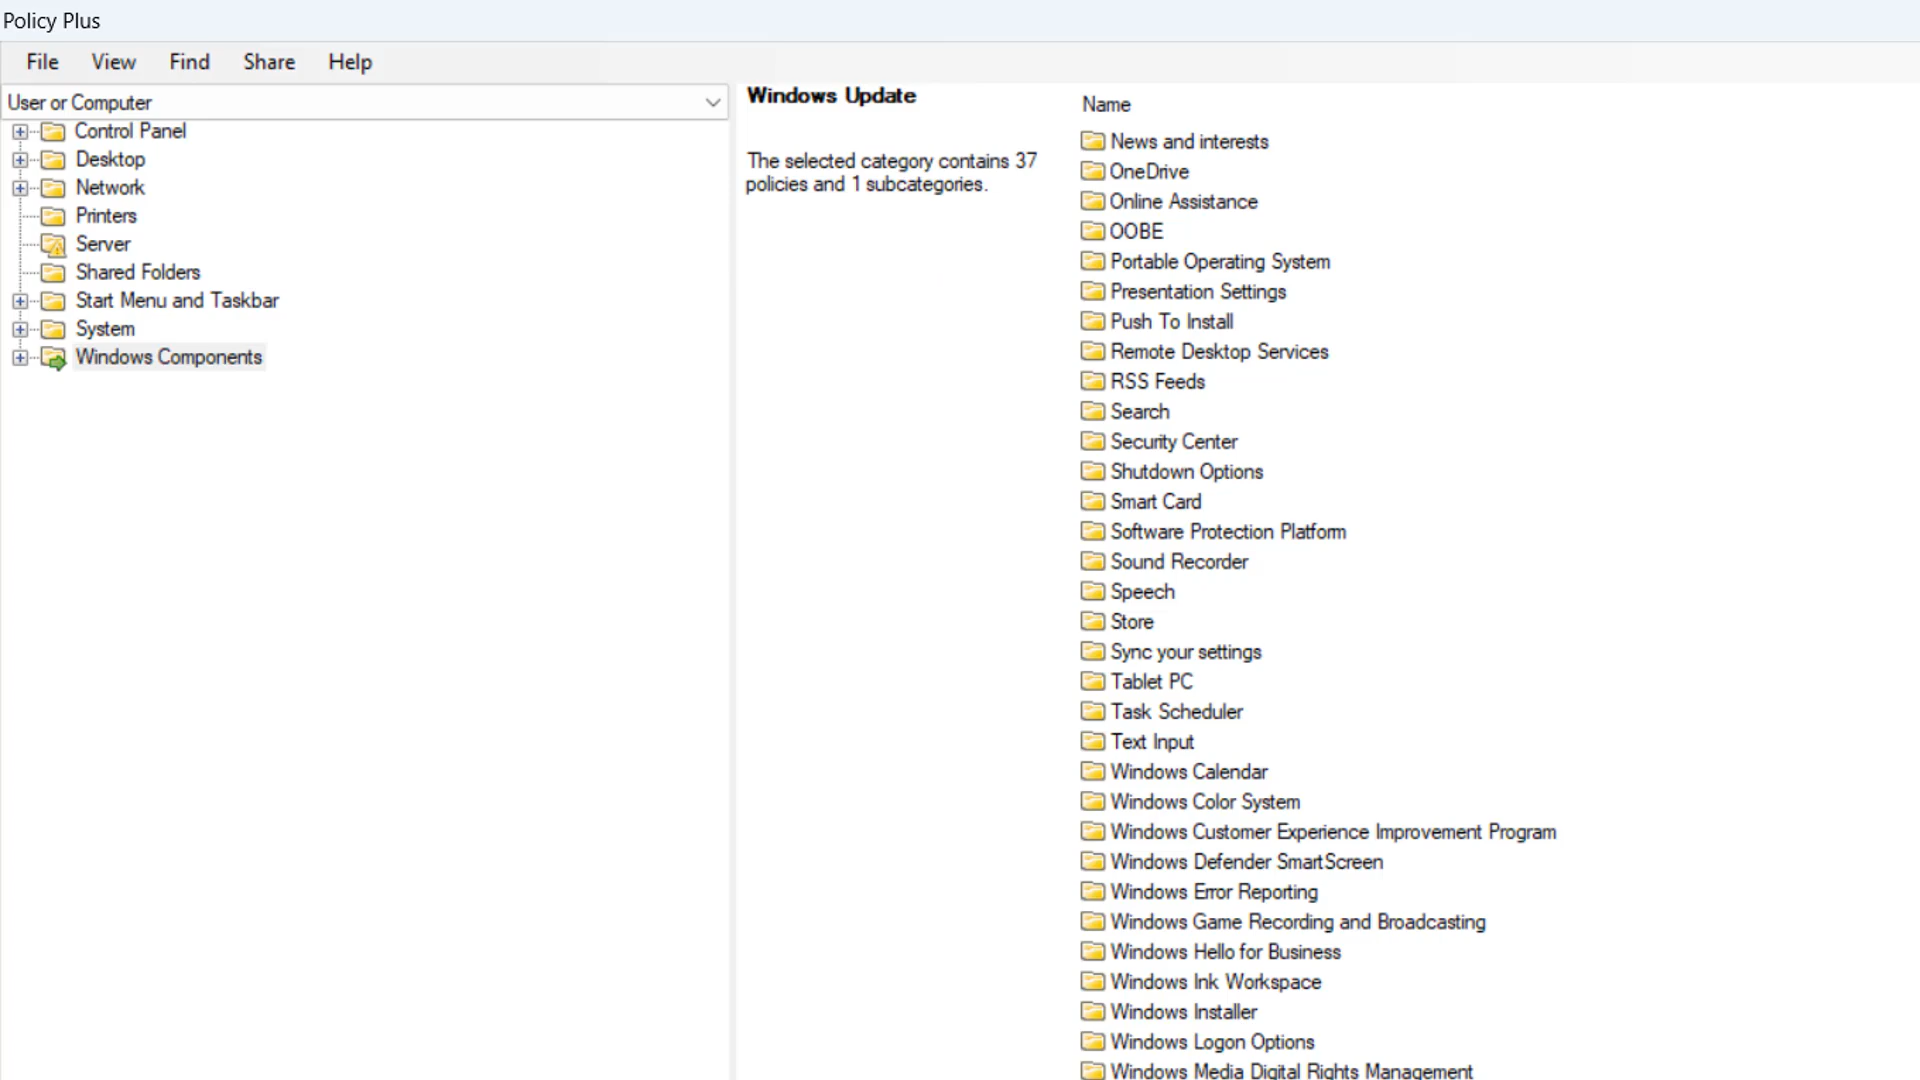 Policy Plus
File View Find Share Help
User or Computer
Control Panel
Desktop
Network
Printers
Server
Shared Folders
Start Menu and Taskbar
System
Windows Components
Windows Update
The selected category contains 37
policies and 1 subcategories.
Name
News and interests
OneDrive
Online Assistance
OOBE
Portable Operating System
Presentation Settings
Push To Install
Remote Desktop Services
RSS Feeds
Search
Security Center
Shutdown Options
Smart Card
Software Protection Platform
Sound Recorder
Speech
Store
Sync your settings
Tablet PC
Task Scheduler
Text Input
Windows Calendar
Windows Color System
Windows Customer Experience Improvement Program
Windows Defender SmartScreen
Windows Error Reporting
Windows Game Recording and Broadcasting
Windows Hello for Business
Windows Ink Workspace
Windows Installer
Windows Logon Options
Windows Media Digital Rights Management